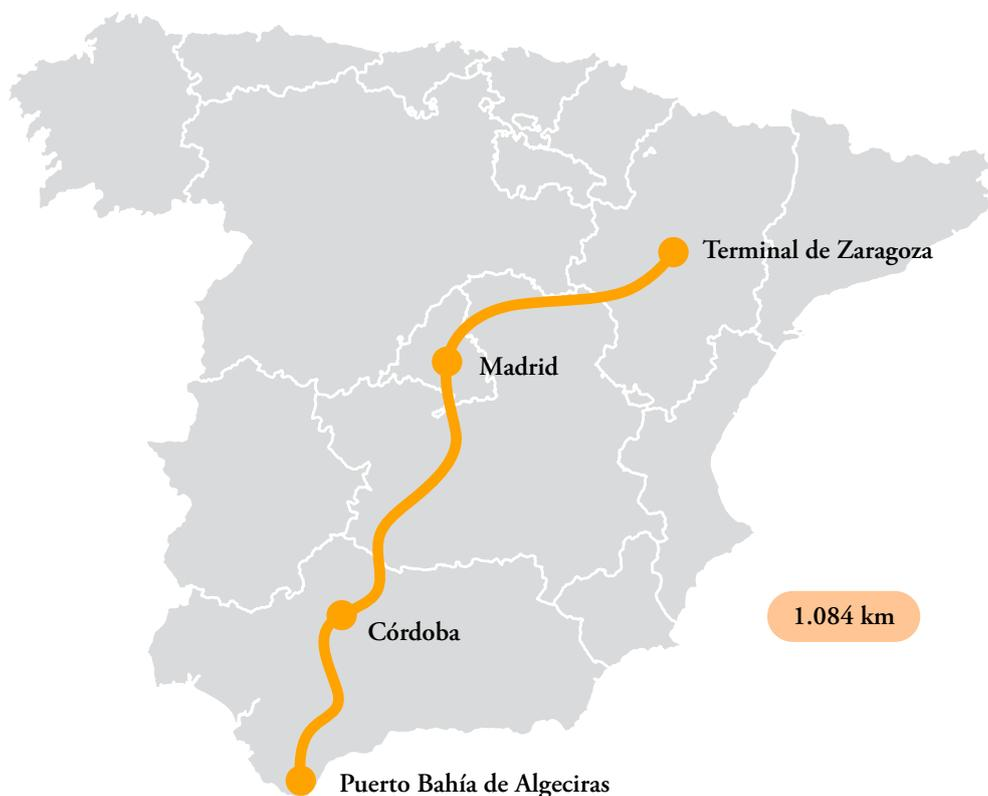 Terminal de Zaragoza
Madrid
1.084 km
Córdoba
Puerto Bahía de Algeciras